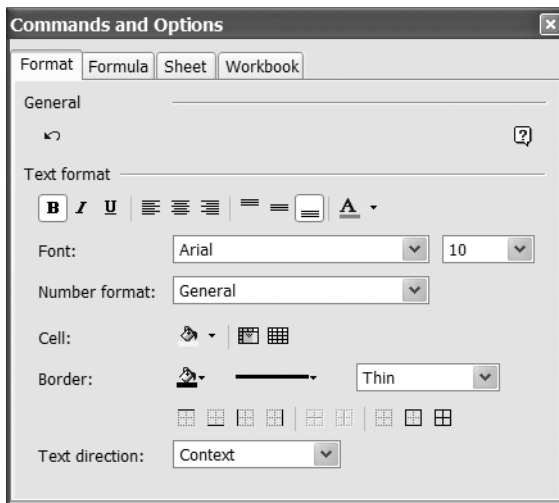 Commands and Options
Format Formula Sheet Workbook
General
Text format
B I U A
Font: Arial 10
Number format: General
Cell:
Border: Thin
Text direction: Context